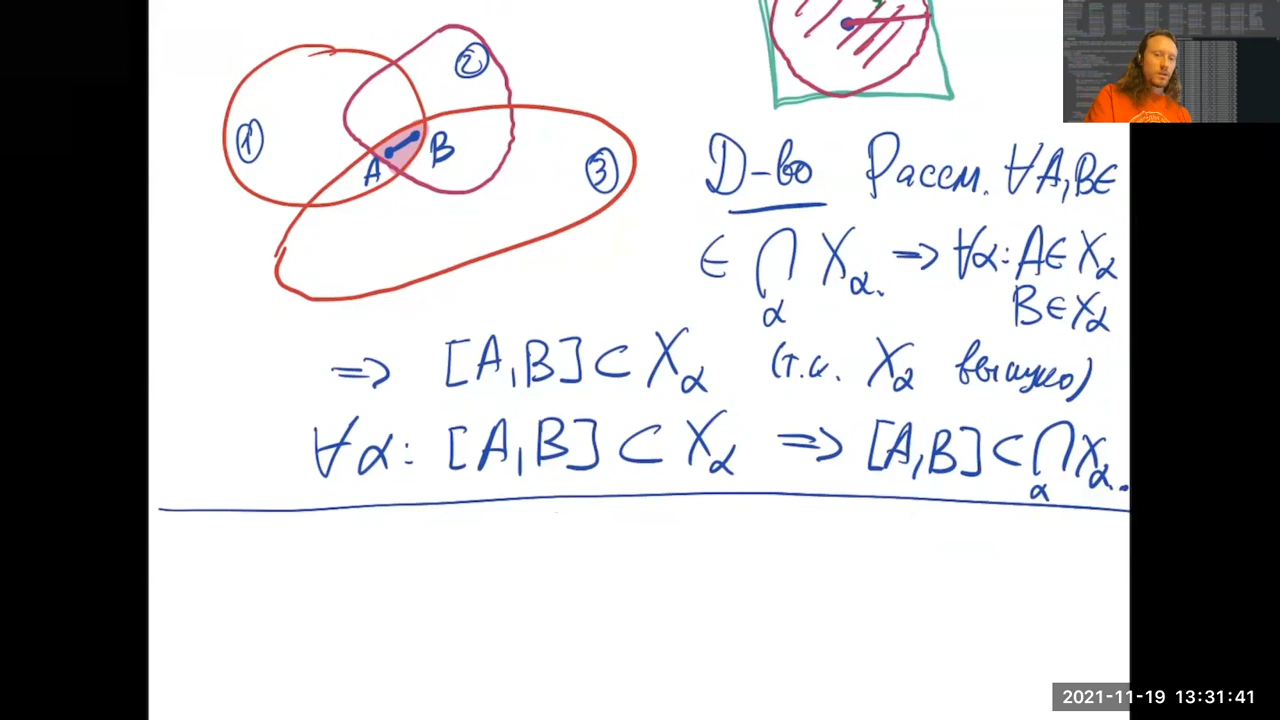 ①
②
③
A
B
Д-во Рассм. ∀A,B∈
∈ ⋂ Xα. ⇒ ∀α: A∈Xα
α
B∈Xα
⇒ [A,B]⊂Xα (т.к. Xα выпукло)
∀α: [A,B]⊂Xα ⇒ [A,B]⊂⋂Xα.
α
2021-11-19 13:31:41